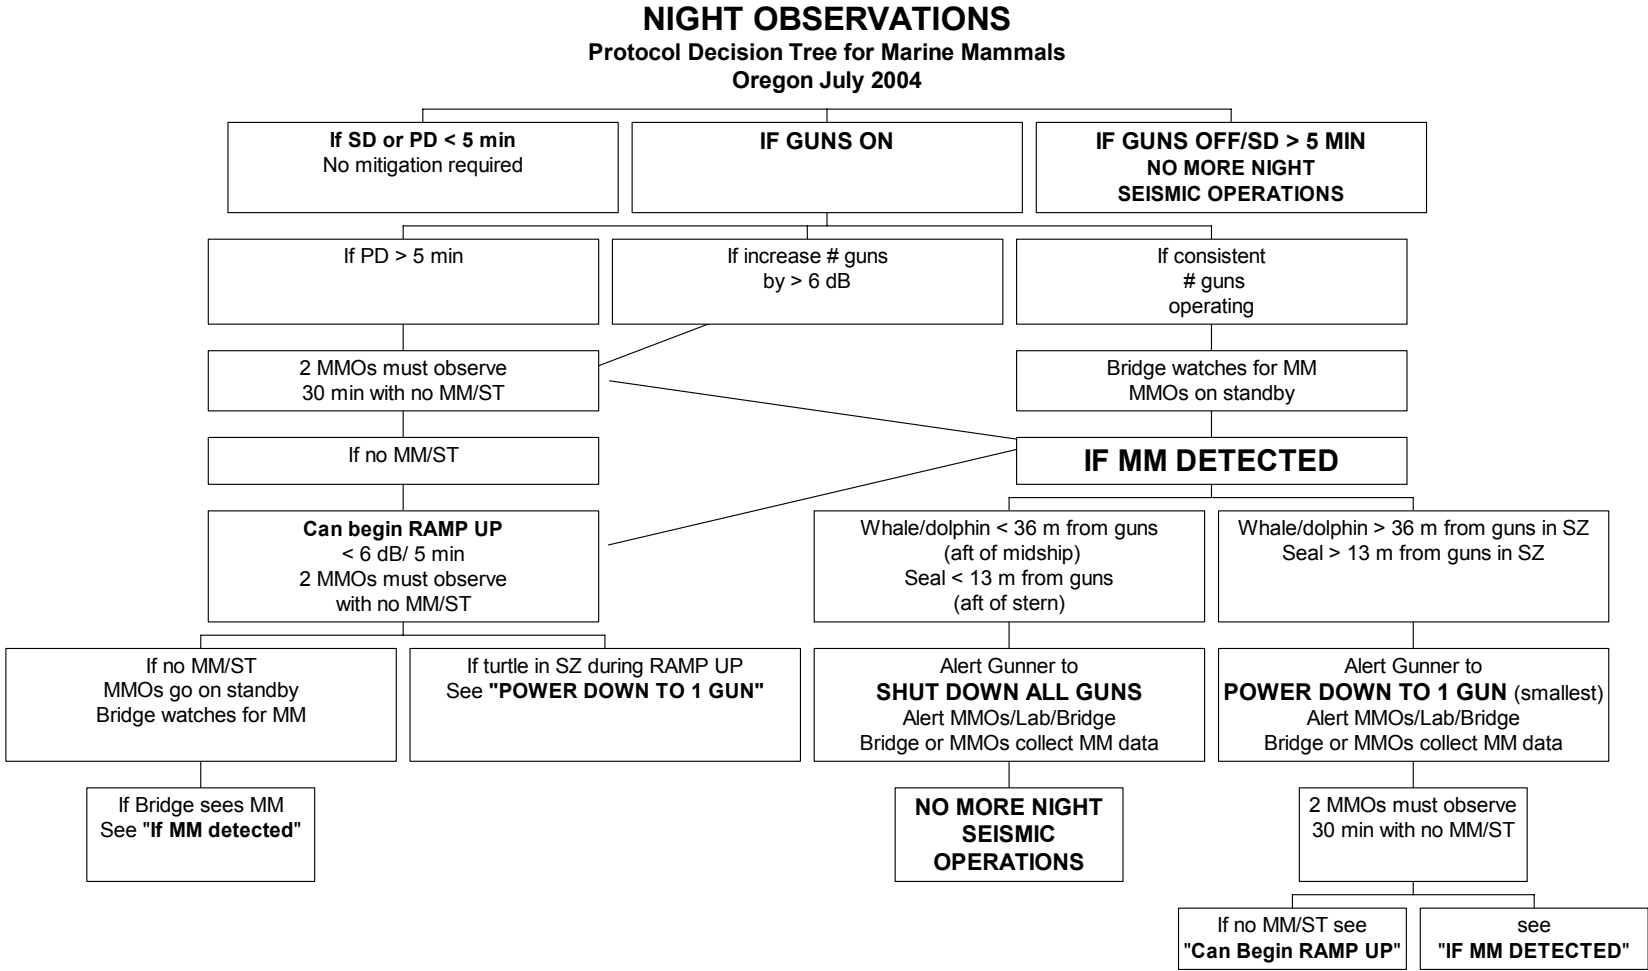 NIGHT OBSERVATIONS
Protocol Decision Tree for Marine Mammals
Oregon July 2004
If SD or PD < 5 min
No mitigation required
IF GUNS ON
IF GUNS OFF/SD > 5 MIN
NO MORE NIGHT
SEISMIC OPERATIONS
If PD > 5 min
If increase # guns
by > 6 dB
If consistent
# guns
operating
2 MMOs must observe
30 min with no MM/ST
Bridge watches for MM
MMOs on standby
If no MM/ST
IF MM DETECTED
Can begin RAMP UP
< 6 dB/ 5 min
2 MMOs must observe
with no MM/ST
Whale/dolphin < 36 m from guns
(aft of midship)
Seal < 13 m from guns
(aft of stern)
Whale/dolphin > 36 m from guns in SZ
Seal > 13 m from guns in SZ
If no MM/ST
MMOs go on standby
Bridge watches for MM
If turtle in SZ during RAMP UP
See "POWER DOWN TO 1 GUN"
Alert Gunner to
SHUT DOWN ALL GUNS
Alert MMOs/Lab/Bridge
Bridge or MMOs collect MM data
Alert Gunner to
POWER DOWN TO 1 GUN (smallest)
Alert MMOs/Lab/Bridge
Bridge or MMOs collect MM data
If Bridge sees MM
See "If MM detected"
NO MORE NIGHT
SEISMIC
OPERATIONS
2 MMOs must observe
30 min with no MM/ST
If no MM/ST see
"Can Begin RAMP UP"
see
"IF MM DETECTED"